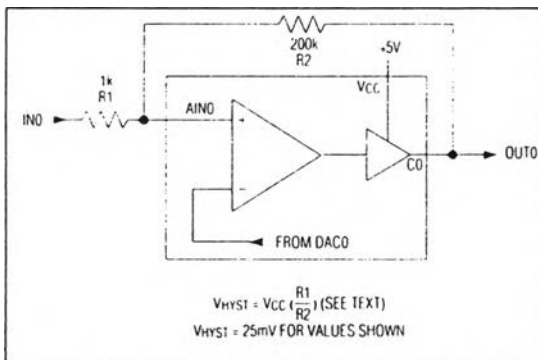 200k
R2
+5V
1k
R1
VCC
IN0
AIN0
+
−
C0
OUT0
FROM DAC0
VHYST = VCC (R1/R2) (SEE TEXT)
VHYST = 25mV FOR VALUES SHOWN